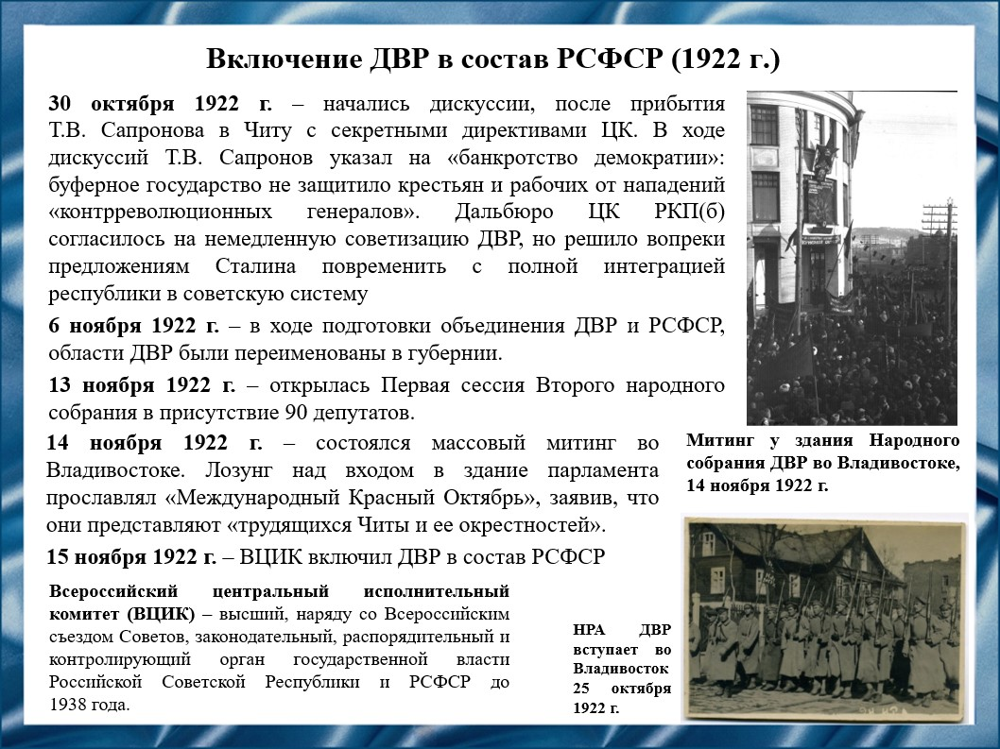 Включение ДВР в состав РСФСР (1922 г.)
30 октября 1922 г. – начались дискуссии, после прибытия
Т.В. Сапронова в Читу с секретными директивами ЦК. В ходе
дискуссий Т.В. Сапронов указал на «банкротство демократии»:
буферное государство не защитило крестьян и рабочих от нападений
«контрреволюционных генералов». Дальбюро ЦК РКП(б)
согласилось на немедленную советизацию ДВР, но решило вопреки
предложениям Сталина повременить с полной интеграцией
республики в советскую систему
6 ноября 1922 г. – в ходе подготовки объединения ДВР и РСФСР,
области ДВР были переименованы в губернии.
13 ноября 1922 г. – открылась Первая сессия Второго народного
собрания в присутствие 90 депутатов.
14 ноября 1922 г. – состоялся массовый митинг во
Владивостоке. Лозунг над входом в здание парламента
прославлял «Международный Красный Октябрь», заявив, что
они представляют «трудящихся Читы и ее окрестностей».
15 ноября 1922 г. – ВЦИК включил ДВР в состав РСФСР
Всероссийский центральный исполнительный
комитет (ВЦИК) – высший, наряду со Всероссийским
съездом Советов, законодательный, распорядительный и
контролирующий орган государственной власти
Российской Советской Республики и РСФСР до
1938 года.
Митинг у здания Народного
собрания ДВР во Владивостоке,
14 ноября 1922 г.
НРА ДВР
вступает во
Владивосток
25 октября
1922 г.